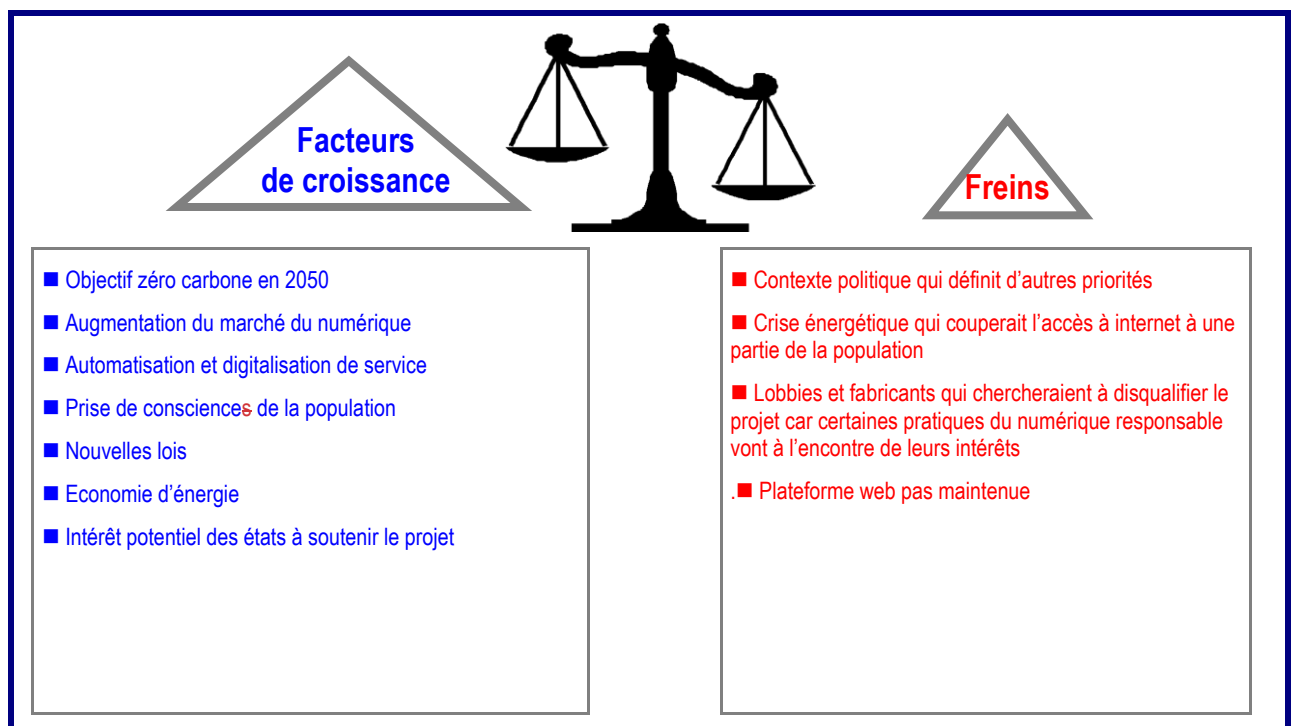 Facteurs
de croissance
Freins
■ Objectif zéro carbone en 2050
■ Augmentation du marché du numérique
■ Automatisation et digitalisation de service
■ Prise de consciences de la population
■ Nouvelles lois
■ Economie d’énergie
■ Intérêt potentiel des états à soutenir le projet
■ Contexte politique qui définit d’autres priorités
■ Crise énergétique qui couperait l’accès à internet à une
partie de la population
■ Lobbies et fabricants qui chercheraient à disqualifier le
projet car certaines pratiques du numérique responsable
vont à l’encontre de leurs intérêts
.■ Plateforme web pas maintenue